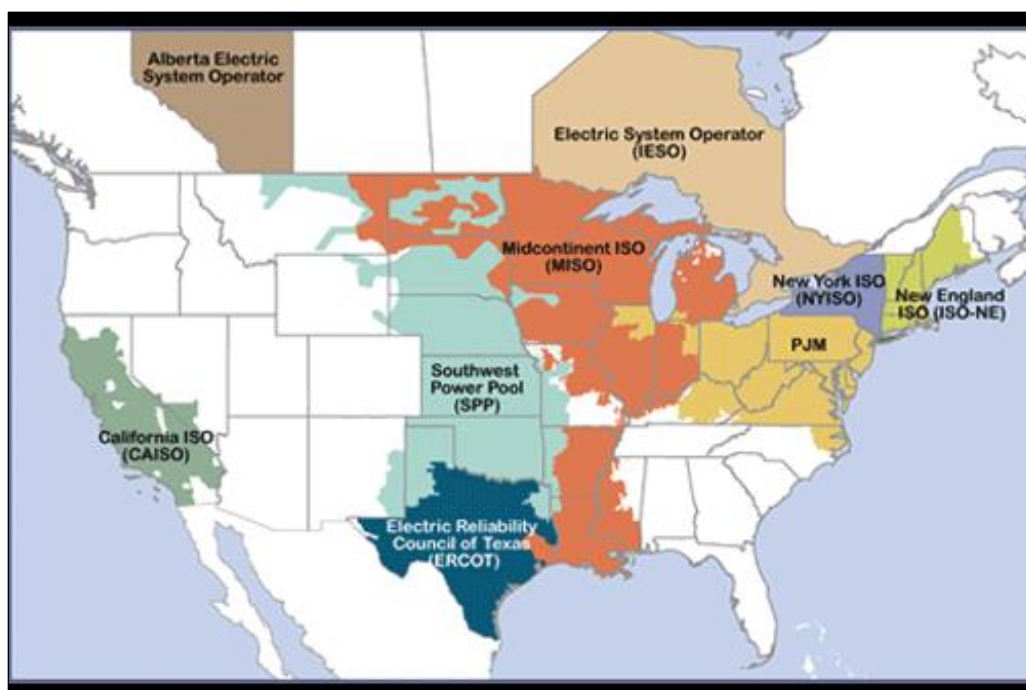 Alberta Electric
System Operator
Electric System Operator
(IESO)
Midcontinent ISO
(MISO)
New York ISO
(NYISO)
New England
ISO (ISO-NE)
PJM
Southwest
Power Pool
(SPP)
California ISO
(CAISO)
Electric Reliability
Council of Texas
(ERCOT)